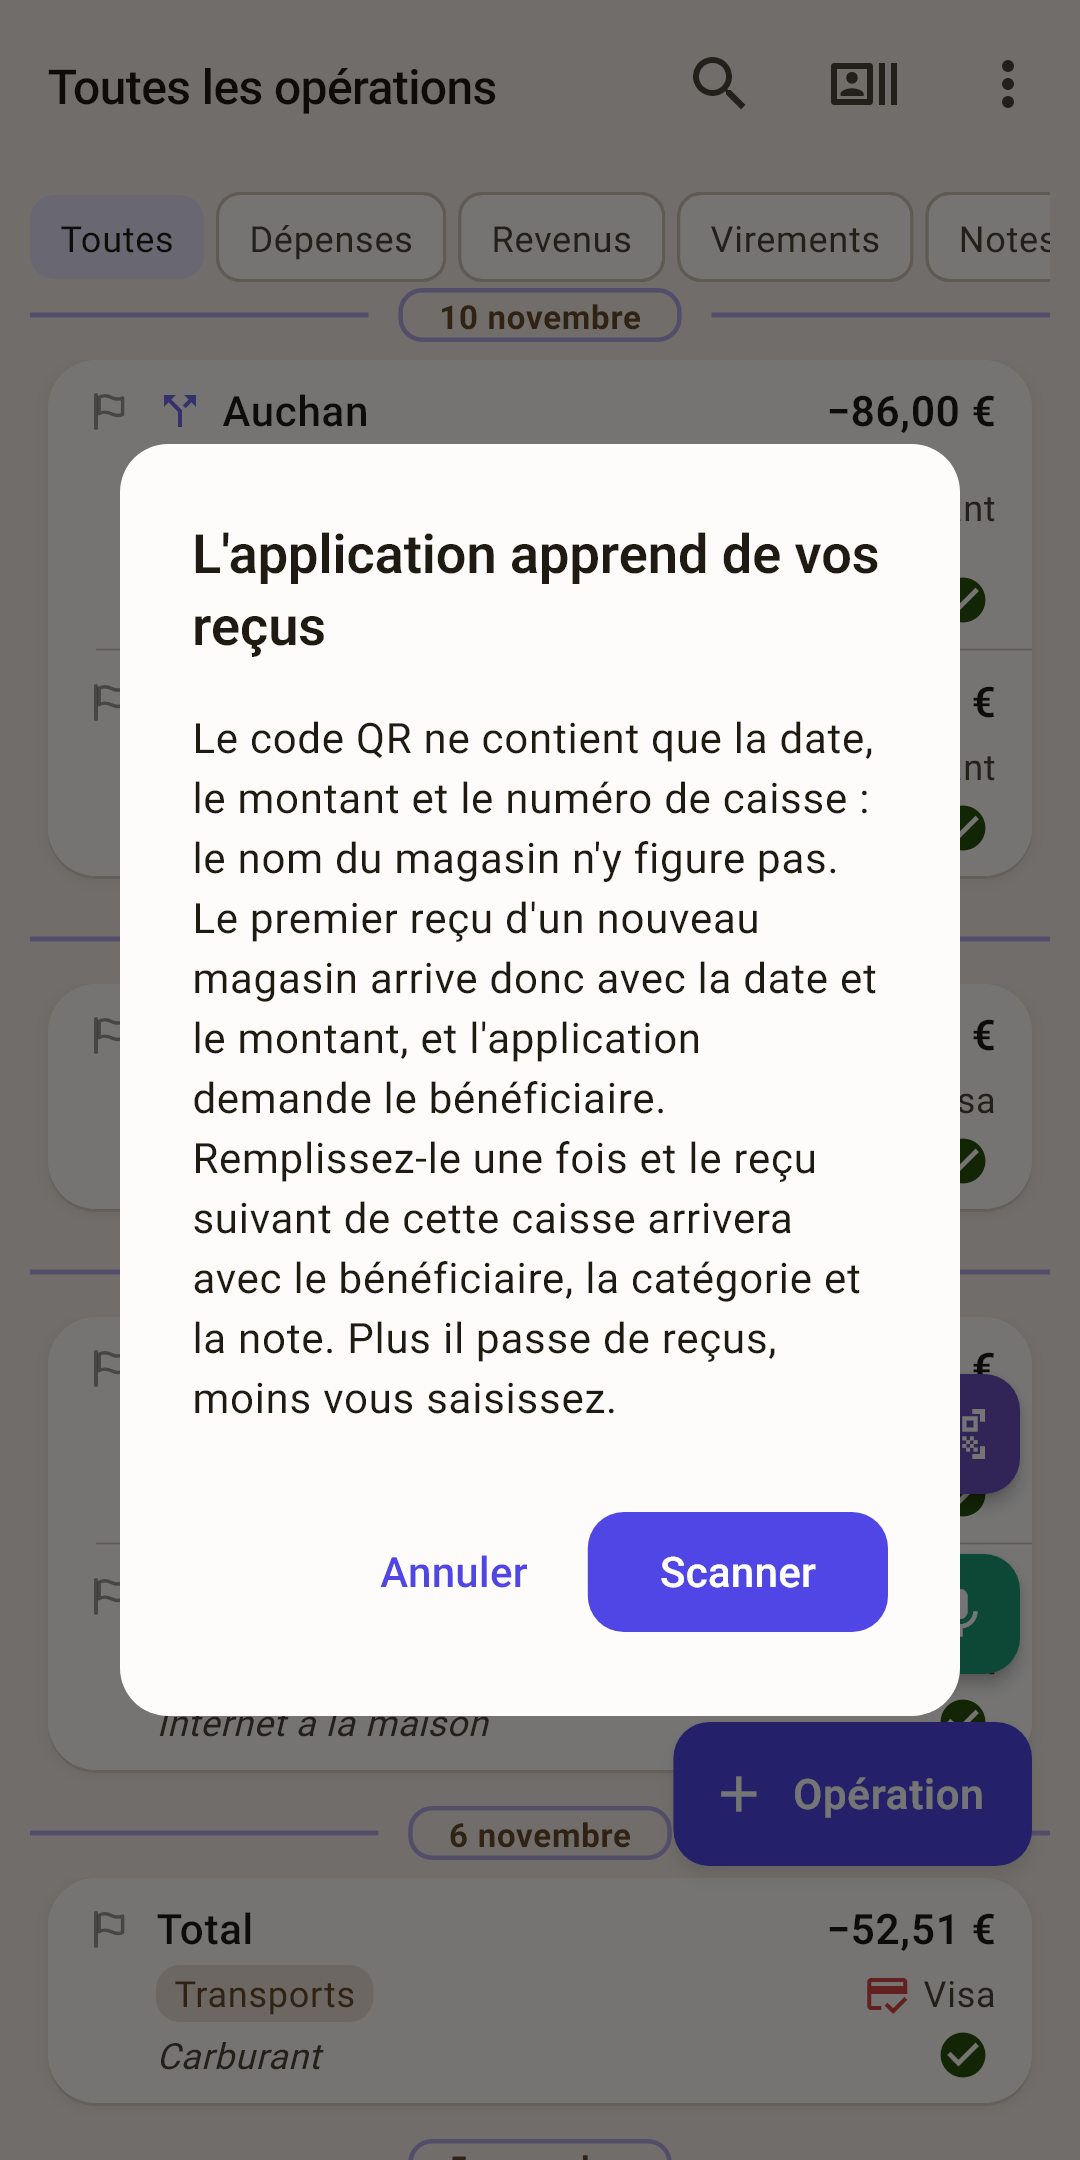 Toutes les opérations
Toutes
Dépenses
Revenus
Virements
Notes
10 novembre
Auchan
−86,00 €
nt
L'application apprend de vos
reçus
€
nt
Le code QR ne contient que la date,
le montant et le numéro de caisse :
le nom du magasin n'y figure pas.
Le premier reçu d'un nouveau
magasin arrive donc avec la date et
le montant, et l'application
demande le bénéficiaire.
Remplissez-le une fois et le reçu
suivant de cette caisse arrivera
avec le bénéficiaire, la catégorie et
la note. Plus il passe de reçus,
moins vous saisissez.
€
sa
€
Annuler
Scanner
Internet à la maison
Opération
6 novembre
Total
−52,51 €
Transports
Visa
Carburant